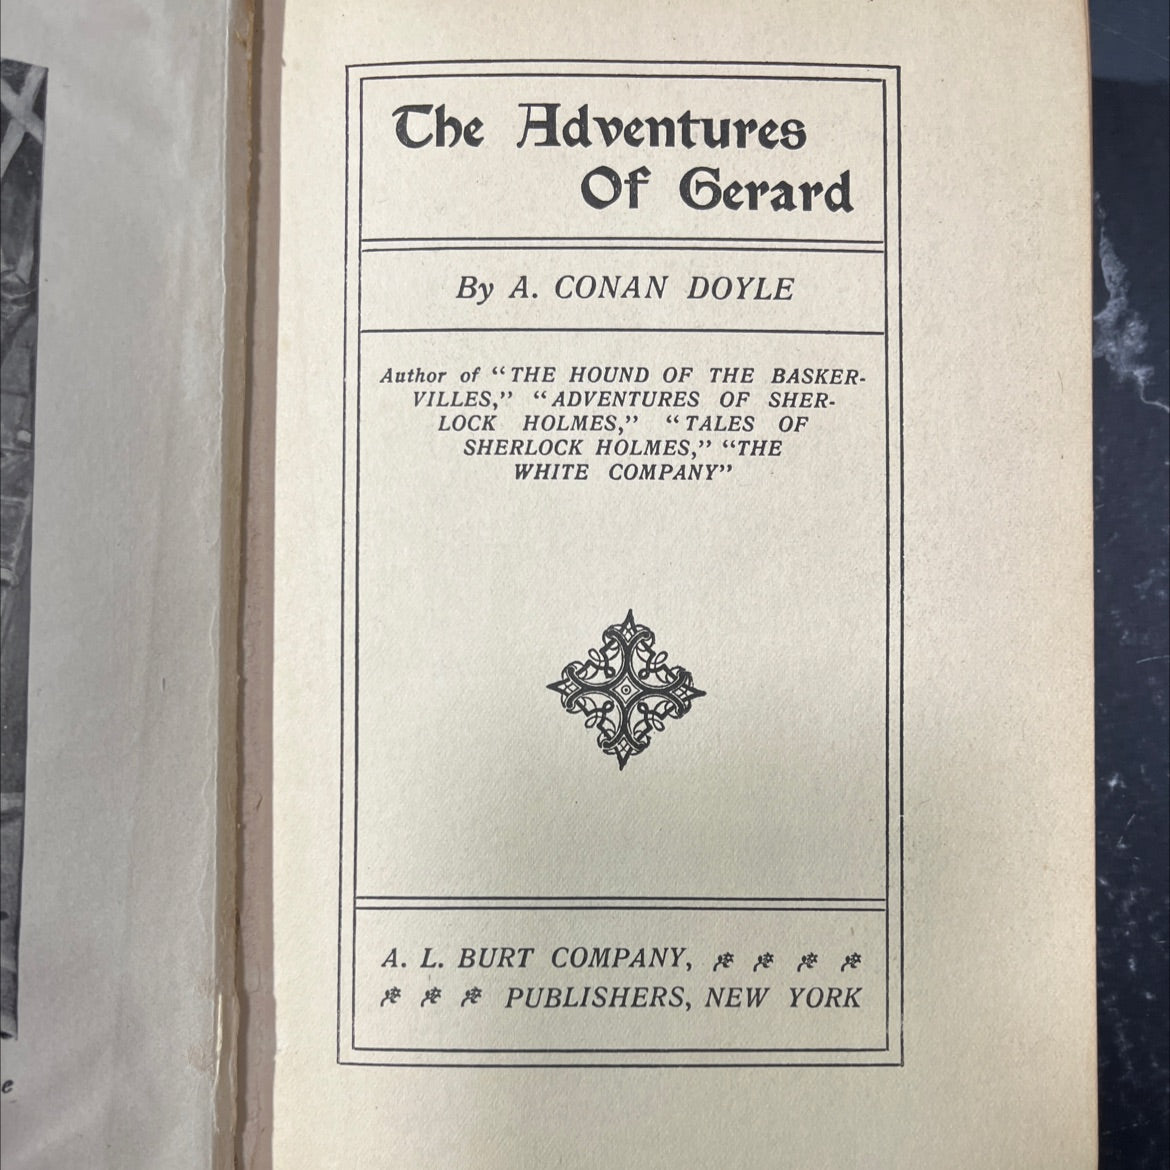 The Adventures
Of Gerard
By A. CONAN DOYLE
Author of "THE HOUND OF THE BASKER-
VILLES," "ADVENTURES OF SHER-
LOCK HOLMES," "TALES OF
SHERLOCK HOLMES," "THE
WHITE COMPANY"
A. L. BURT COMPANY,
PUBLISHERS, NEW YORK
e